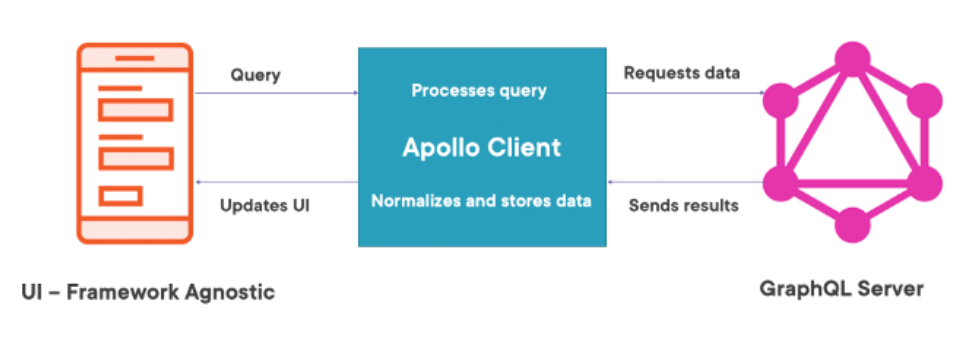 Query
Requests data
Processes query
Apollo Client
Normalizes and stores data
Updates UI
Sends results
UI – Framework Agnostic
GraphQL Server